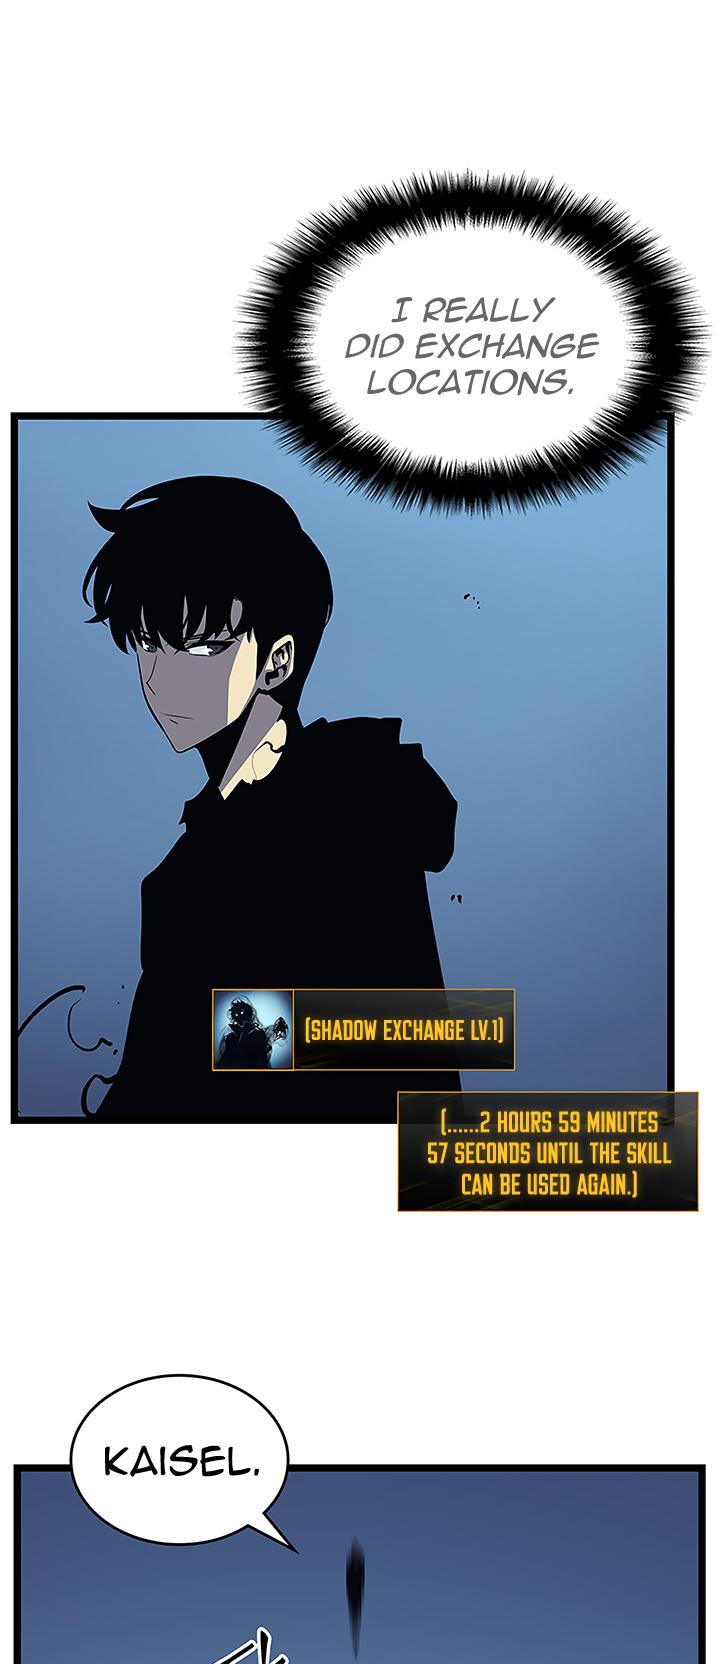 I REALLY
DID EXCHANGE
LOCATIONS.
[SHADOW EXCHANGE LV.1]
[......2 HOURS 59 MINUTES
57 SECONDS UNTIL THE SKILL
CAN BE USED AGAIN.]
KAISEL.